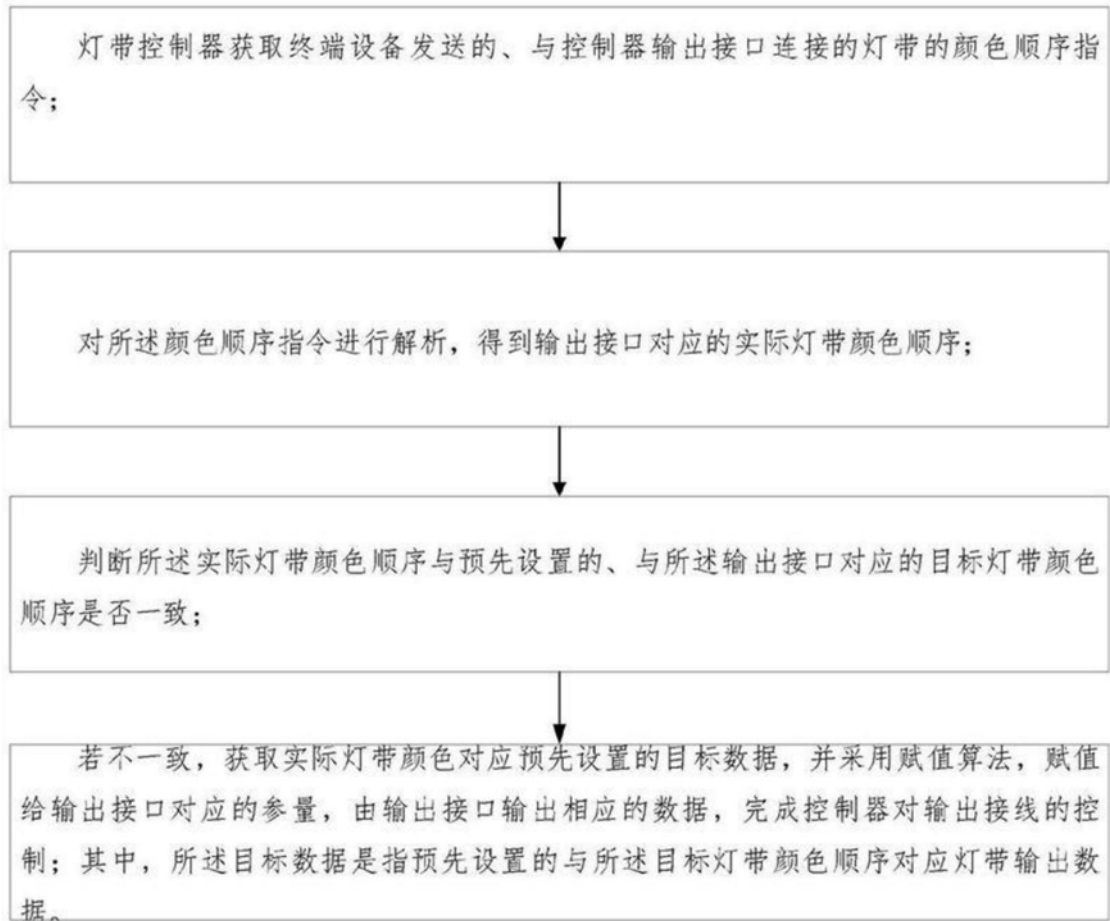 灯带控制器获取终端设备发送的、与控制器输出接口连接的灯带的颜色顺序指
令；
对所述颜色顺序指令进行解析，得到输出接口对应的实际灯带颜色顺序；
判断所述实际灯带颜色顺序与预先设置的、与所述输出接口对应的目标灯带颜色
顺序是否一致；
若不一致，获取实际灯带颜色对应预先设置的目标数据，并采用赋值算法，赋值
给输出接口对应的参量，由输出接口输出相应的数据，完成控制器对输出接线的控
制；其中，所述目标数据是指预先设置的与所述目标灯带颜色顺序对应灯带输出数
据。